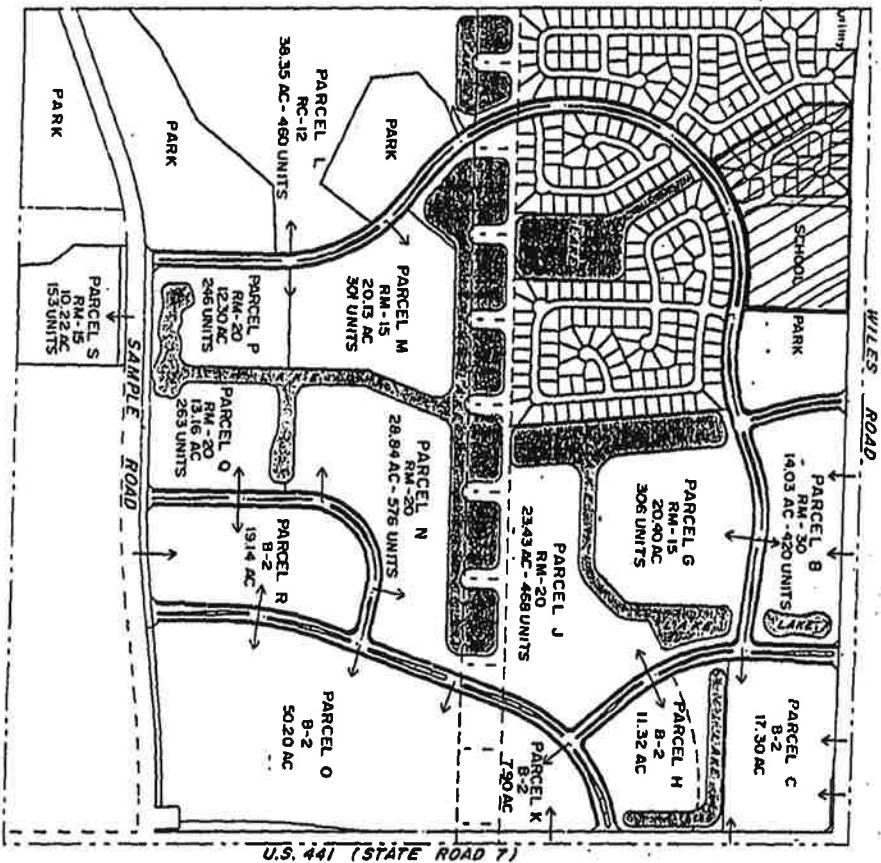 Utility
WILES ROAD
SCHOOL
PARK
LAKE
PARK
PARK
PARK
PARCEL L
RC-12
38.35 AC - 460 UNITS
PARCEL M
RM-15
20.13 AC
301 UNITS
PARCEL P
RM-20
12.30 AC
246 UNITS
PARCEL S
RM-15
10.22 AC
153 UNITS
SAMPLE ROAD
LAKE
PARCEL Q
RM-20
13.16 AC
263 UNITS
PARCEL N
RM-20
28.84 AC - 576 UNITS
PARCEL R
B-2
19.14 AC
PARCEL O
B-2
50.20 AC
PARCEL J
RM-20
23.43 AC - 468 UNITS
PARCEL G
RM-15
20.40 AC
306 UNITS
LAKE
LAKE
PARCEL B
RM-30
14.03 AC - 420 UNITS
LAKE
PARCEL C
B-2
17.30 AC
PARCEL H
B-2
11.32 AC
LAKE
PARCEL K
B-2
7.90 AC
U.S. 441 (STATE ROAD 7)